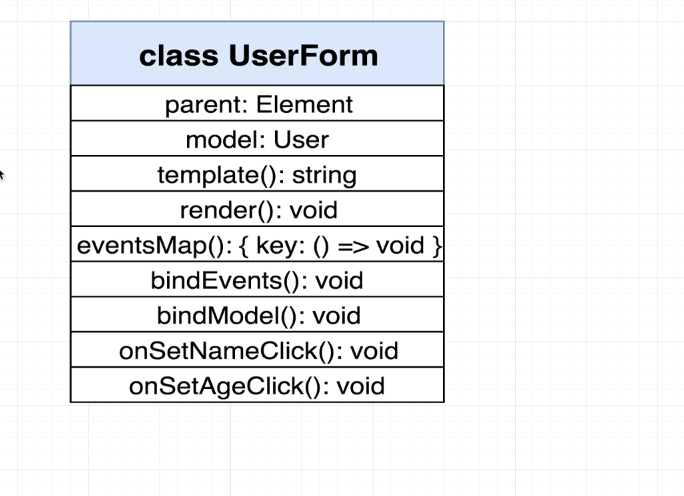 class UserForm
parent: Element
model: User
template(): string
render(): void
eventsMap(): { key: () => void }
bindEvents(): void
bindModel(): void
onSetNameClick(): void
onSetAgeClick(): void